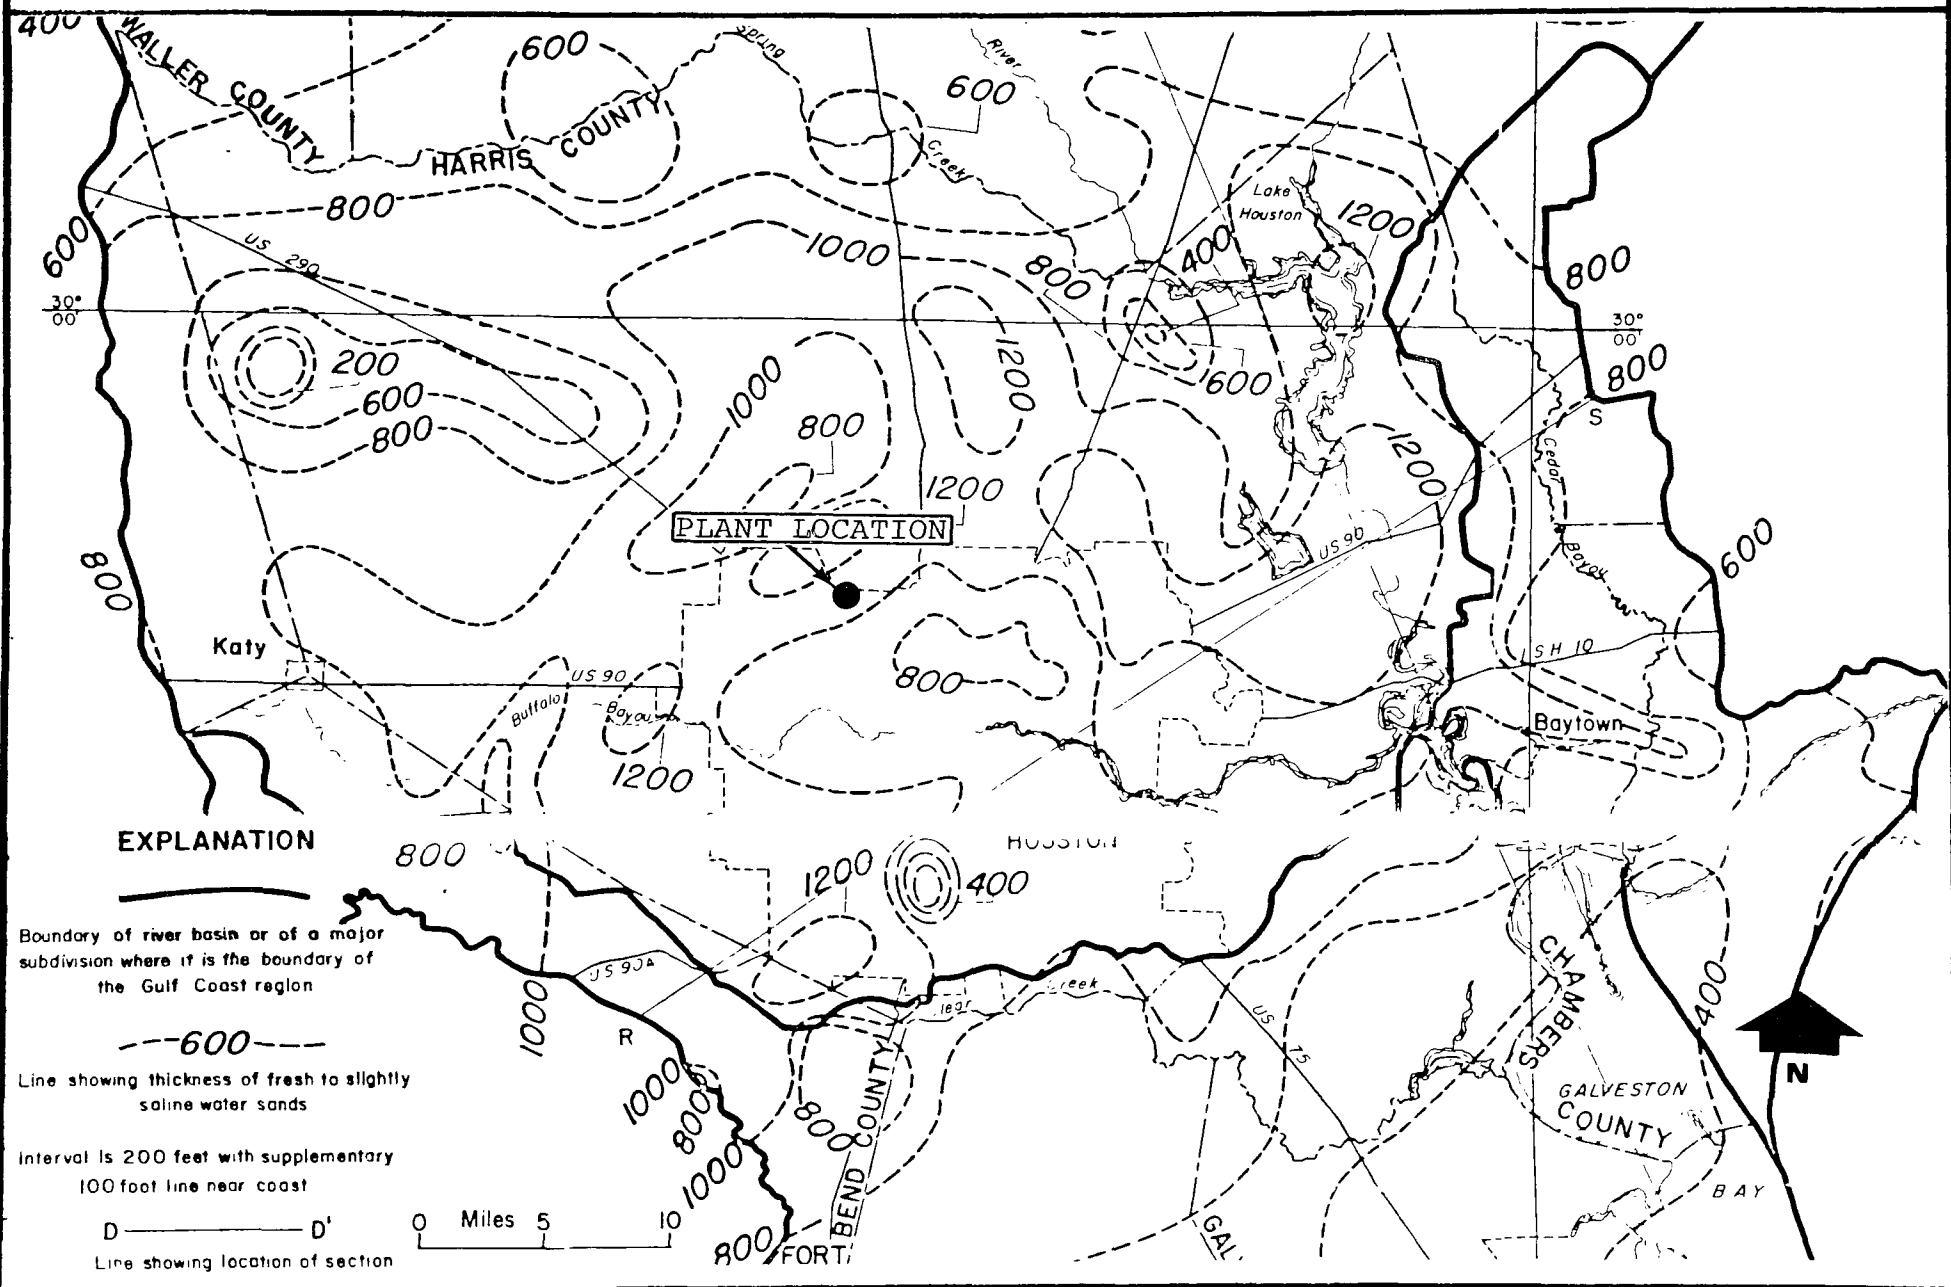 400
WALLER COUNTY
600
Spring
River
600
HARRIS COUNTY
Creek
Lake
Houston
1200
800
600
US 290
1000
800
400
800
30°
00'
30°
00'
200
600
800
1000
800
1200
600
800
S
1200
1200
Cedar
Bayou
PLANT LOCATION
US 90
600
800
Katy
US 90
Buffalo
Bayou
800
SH 10
Baytown
1200
EXPLANATION
800
HOUSTON
1200
400
Boundary of river basin or of a major
subdivision where it is the boundary of
the Gulf Coast region
US 90A
1000
R
Creek
US 75
CHAMBERS
400
N
600
Line showing thickness of fresh to slightly
saline water sands
1000
800
1000
800
GALVESTON
COUNTY
Interval is 200 feet with supplementary
100 foot line near coast
BAY
D D'
Line showing location of section
0 Miles 5 10
800
FORT BEND COUNTY
GAL